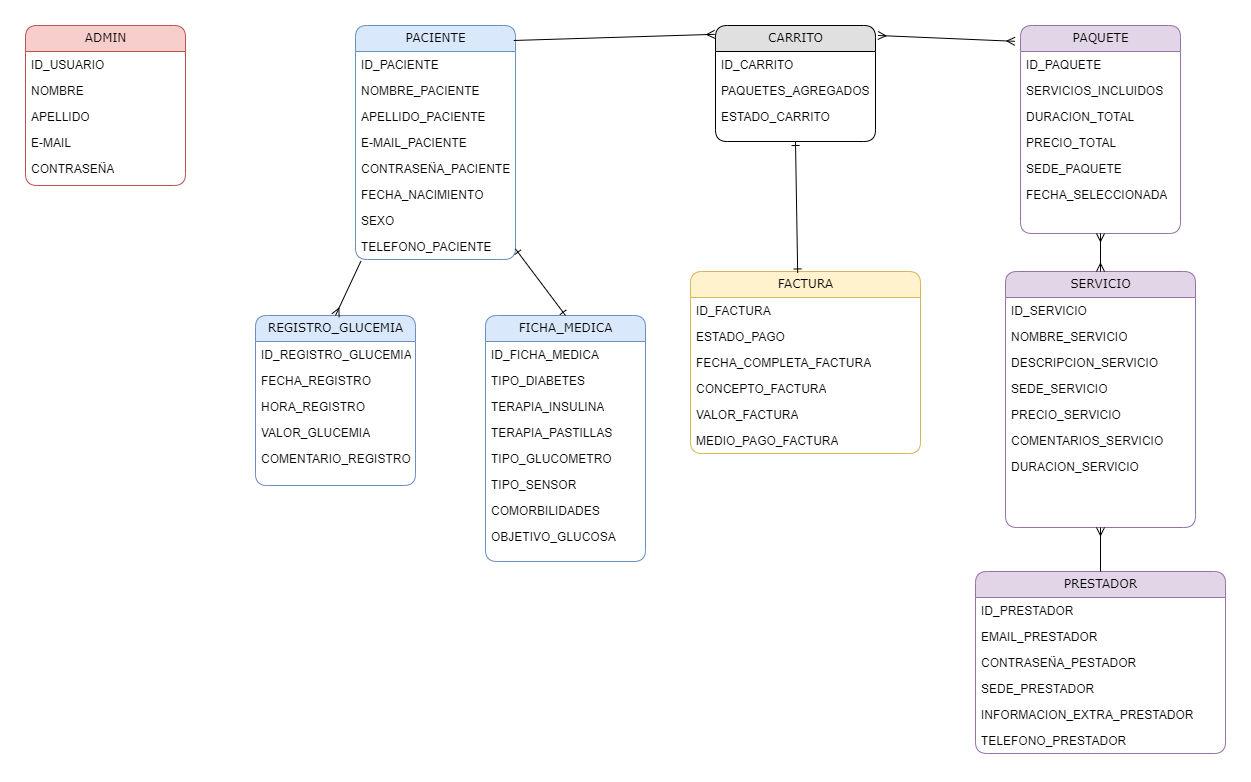 ADMIN
ID_USUARIO
NOMBRE
APELLIDO
E-MAIL
CONTRASEÑA
PACIENTE
ID_PACIENTE
NOMBRE_PACIENTE
APELLIDO_PACIENTE
E-MAIL_PACIENTE
CONTRASEÑA_PACIENTE
FECHA_NACIMIENTO
SEXO
TELEFONO_PACIENTE
CARRITO
ID_CARRITO
PAQUETES_AGREGADOS
ESTADO_CARRITO
PAQUETE
ID_PAQUETE
SERVICIOS_INCLUIDOS
DURACION_TOTAL
PRECIO_TOTAL
SEDE_PAQUETE
FECHA_SELECCIONADA
REGISTRO_GLUCEMIA
ID_REGISTRO_GLUCEMIA
FECHA_REGISTRO
HORA_REGISTRO
VALOR_GLUCEMIA
COMENTARIO_REGISTRO
FICHA_MEDICA
ID_FICHA_MEDICA
TIPO_DIABETES
TERAPIA_INSULINA
TERAPIA_PASTILLAS
TIPO_GLUCOMETRO
TIPO_SENSOR
COMORBILIDADES
OBJETIVO_GLUCOSA
FACTURA
ID_FACTURA
ESTADO_PAGO
FECHA_COMPLETA_FACTURA
CONCEPTO_FACTURA
VALOR_FACTURA
MEDIO_PAGO_FACTURA
SERVICIO
ID_SERVICIO
NOMBRE_SERVICIO
DESCRIPCION_SERVICIO
SEDE_SERVICIO
PRECIO_SERVICIO
COMENTARIOS_SERVICIO
DURACION_SERVICIO
PRESTADOR
ID_PRESTADOR
EMAIL_PRESTADOR
CONTRASEÑA_PESTADOR
SEDE_PRESTADOR
INFORMACION_EXTRA_PRESTADOR
TELEFONO_PRESTADOR